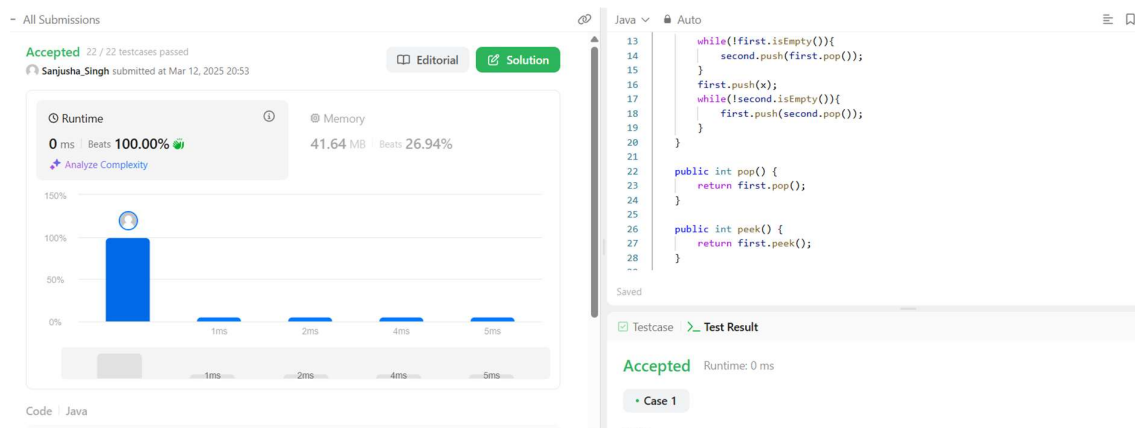 All Submissions
Accepted 22 / 22 testcases passed
Sanjusha_Singh submitted at Mar 12, 2025 20:53
Editorial
Solution
Runtime
0 ms Beats 100.00%
Analyze Complexity
Memory
41.64 MB Beats 26.94%
150%
100%
50%
0%
1ms 2ms 4ms 5ms
1ms 2ms 4ms 5ms
Code Java
Java Auto
13 while(!first.isEmpty()){
14 second.push(first.pop());
15 }
16 first.push(x);
17 while(!second.isEmpty()){
18 first.push(second.pop());
19 }
20 }
21
22 public int pop() {
23 return first.pop();
24 }
25
26 public int peek() {
27 return first.peek();
28 }
Saved
Testcase >_ Test Result
Accepted Runtime: 0 ms
• Case 1